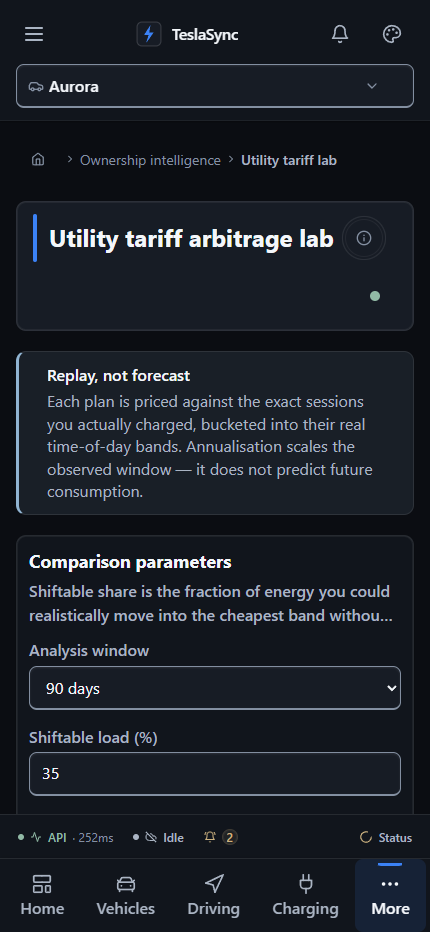 TeslaSync
Aurora
Ownership intelligence
Utility tariff lab
Utility tariff arbitrage lab
Replay, not forecast
Each plan is priced against the exact sessions
you actually charged, bucketed into their real
time-of-day bands. Annualisation scales the
observed window — it does not predict future
consumption.
Comparison parameters
Shiftable share is the fraction of energy you could
realistically move into the cheapest band withou...
Analysis window
90 days
Shiftable load (%)
35
API · 252ms
Idle
2
Status
Home
Vehicles
Driving
Charging
More